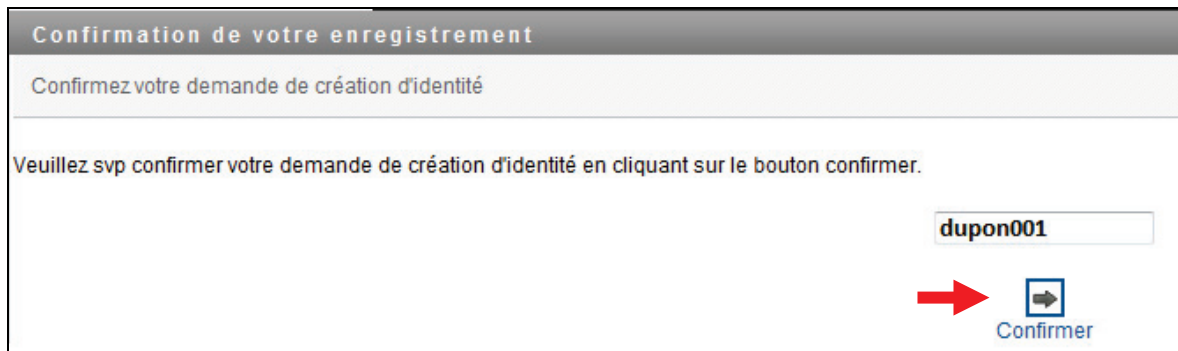 Confirmation de votre enregistrement
Confirmez votre demande de création d'identité
Veuillez svp confirmer votre demande de création d'identité en cliquant sur le bouton confirmer.
dupon001
Confirmer